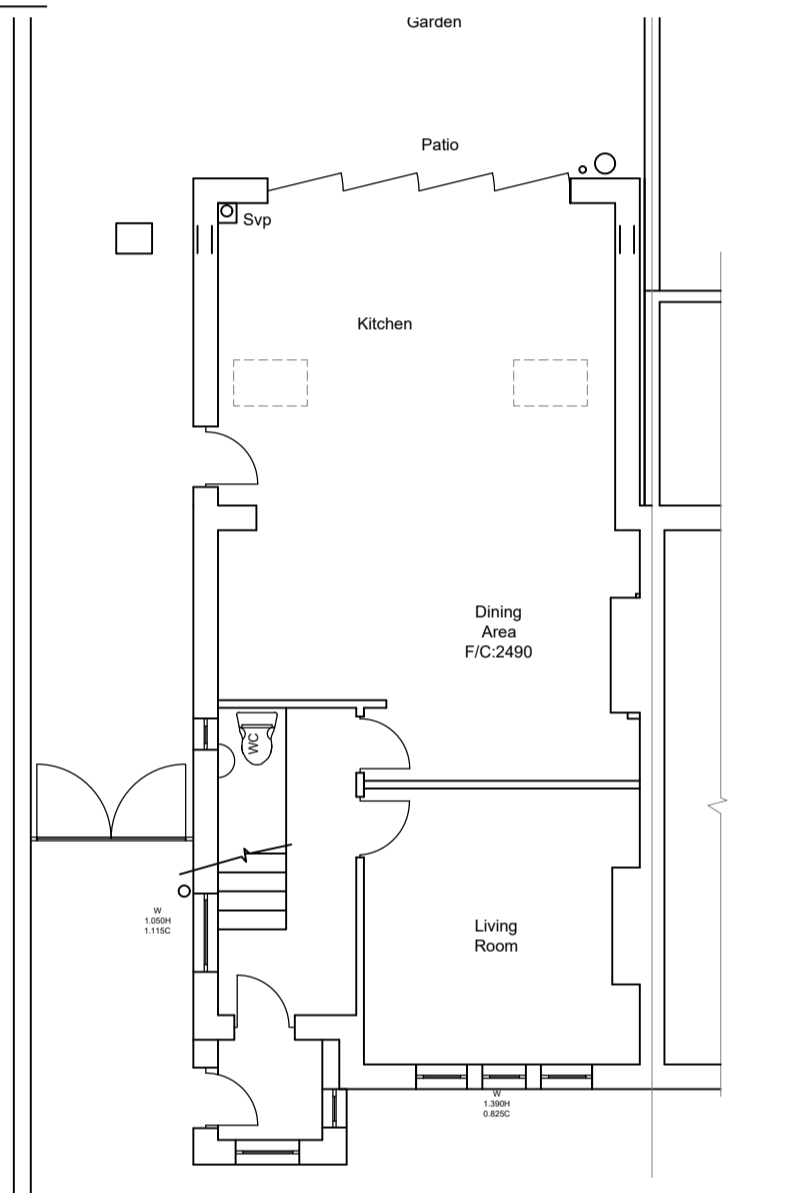 Garden
Patio
Svp
Kitchen
Dining
Area
F/C:2490
WC
W
1.050H
1.115C
Living
Room
W
1.390H
0.825C